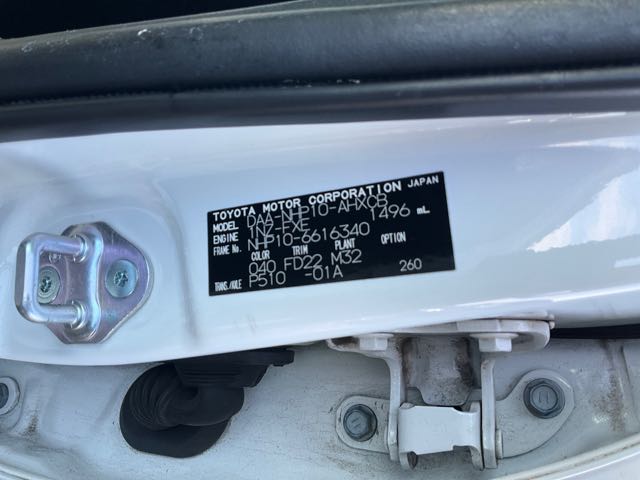 TOYOTA MOTOR CORPORATION JAPAN
MODEL DAA-NHP10-AHXCB
ENGINE 1NZ-FXE 1496 mL
FRAME No. NHP10-6616340
COLOR TRIM PLANT OPTION
040 FD22 M32
TRANS./AXLE P510 -01A 260